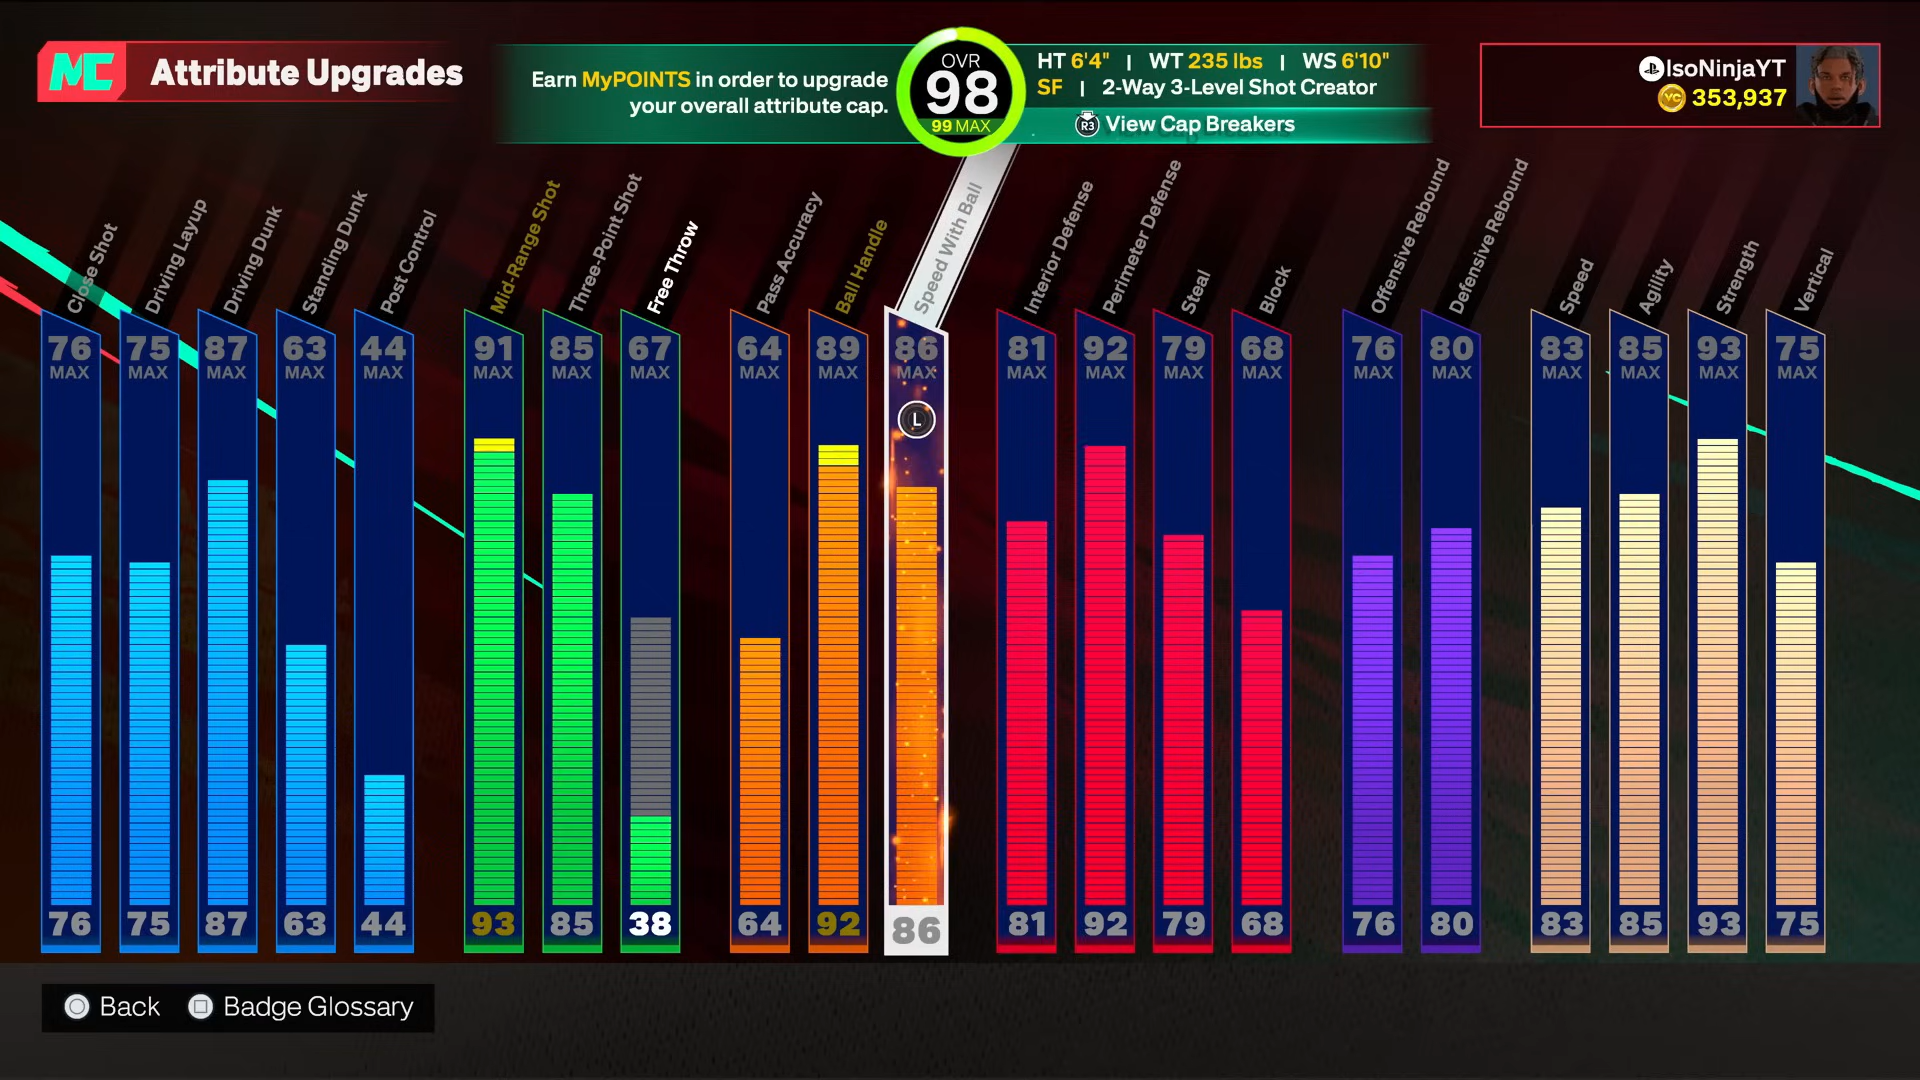 MC Attribute Upgrades
Earn MyPOINTS in order to upgrade
your overall attribute cap.
OVR
98
99 MAX
HT 6'4" | WT 235 lbs | WS 6'10"
SF | 2-Way 3-Level Shot Creator
R3 View Cap Breakers
IsoNinjaYT
VC 353,937
Close Shot
Driving Layup
Driving Dunk
Standing Dunk
Post Control
Mid-Range Shot
Three-Point Shot
Free Throw
Pass Accuracy
Ball Handle
Speed With Ball
Interior Defense
Perimeter Defense
Steal
Block
Offensive Rebound
Defensive Rebound
Speed
Agility
Strength
Vertical
76 75 87 63 44 91 85 67 64 89 86 81 92 79 68 76 80 83 85 93 75
MAX MAX MAX MAX MAX MAX MAX MAX MAX MAX MAX MAX MAX MAX MAX MAX MAX MAX MAX MAX MAX
L
76 75 87 63 44 93 85 38 64 92 86 81 92 79 68 76 80 83 85 93 75
Back Badge Glossary